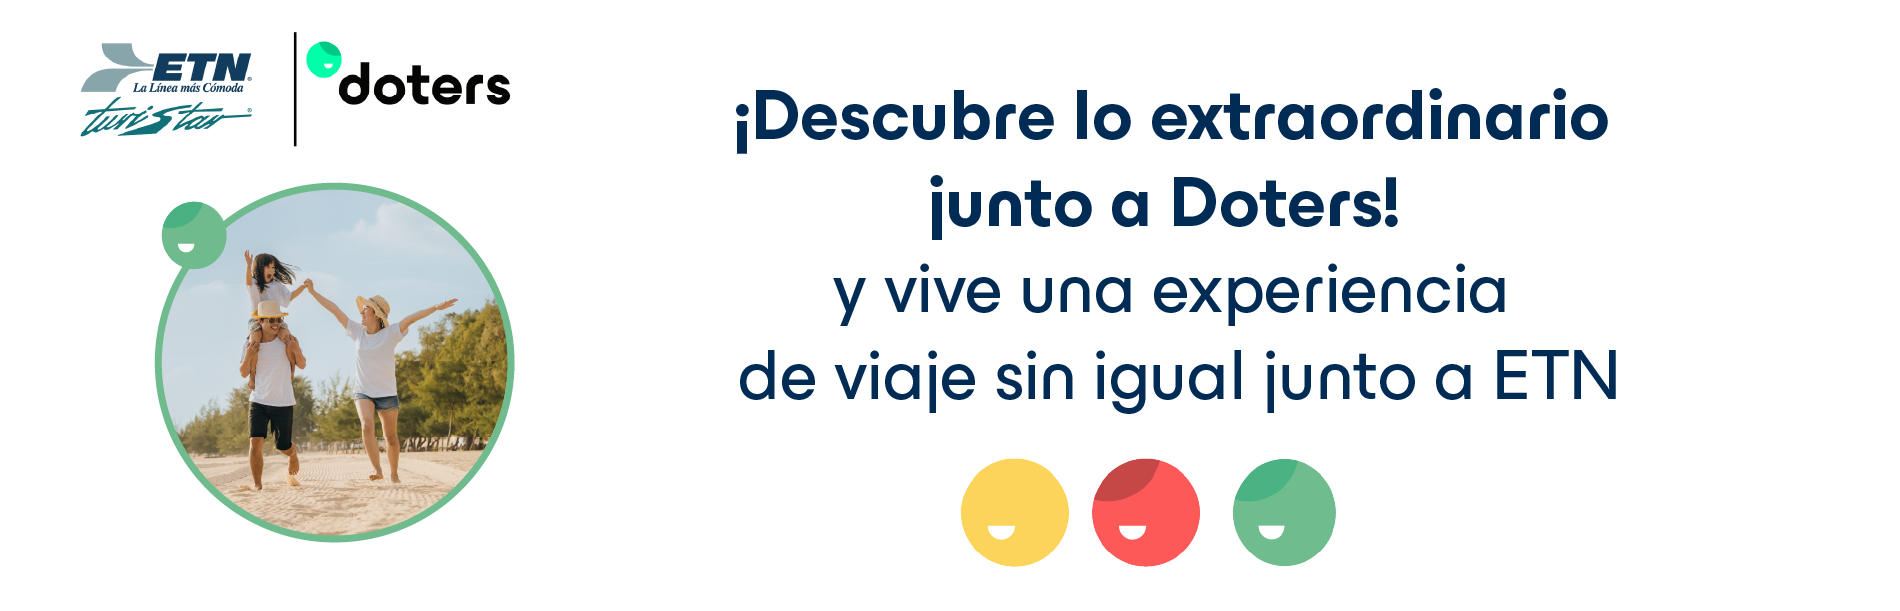 ETN
La Línea más Cómoda
turistar
doters
¡Descubre lo extraordinario
junto a Doters!
y vive una experiencia
de viaje sin igual junto a ETN